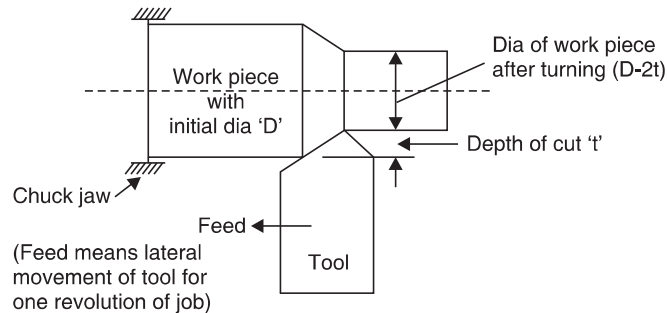 Work piece
with
initial dia ‘D’
Dia of work piece
after turning (D-2t)
Depth of cut ‘t’
Chuck jaw
Feed
(Feed means lateral
movement of tool for
one revolution of job)
Tool